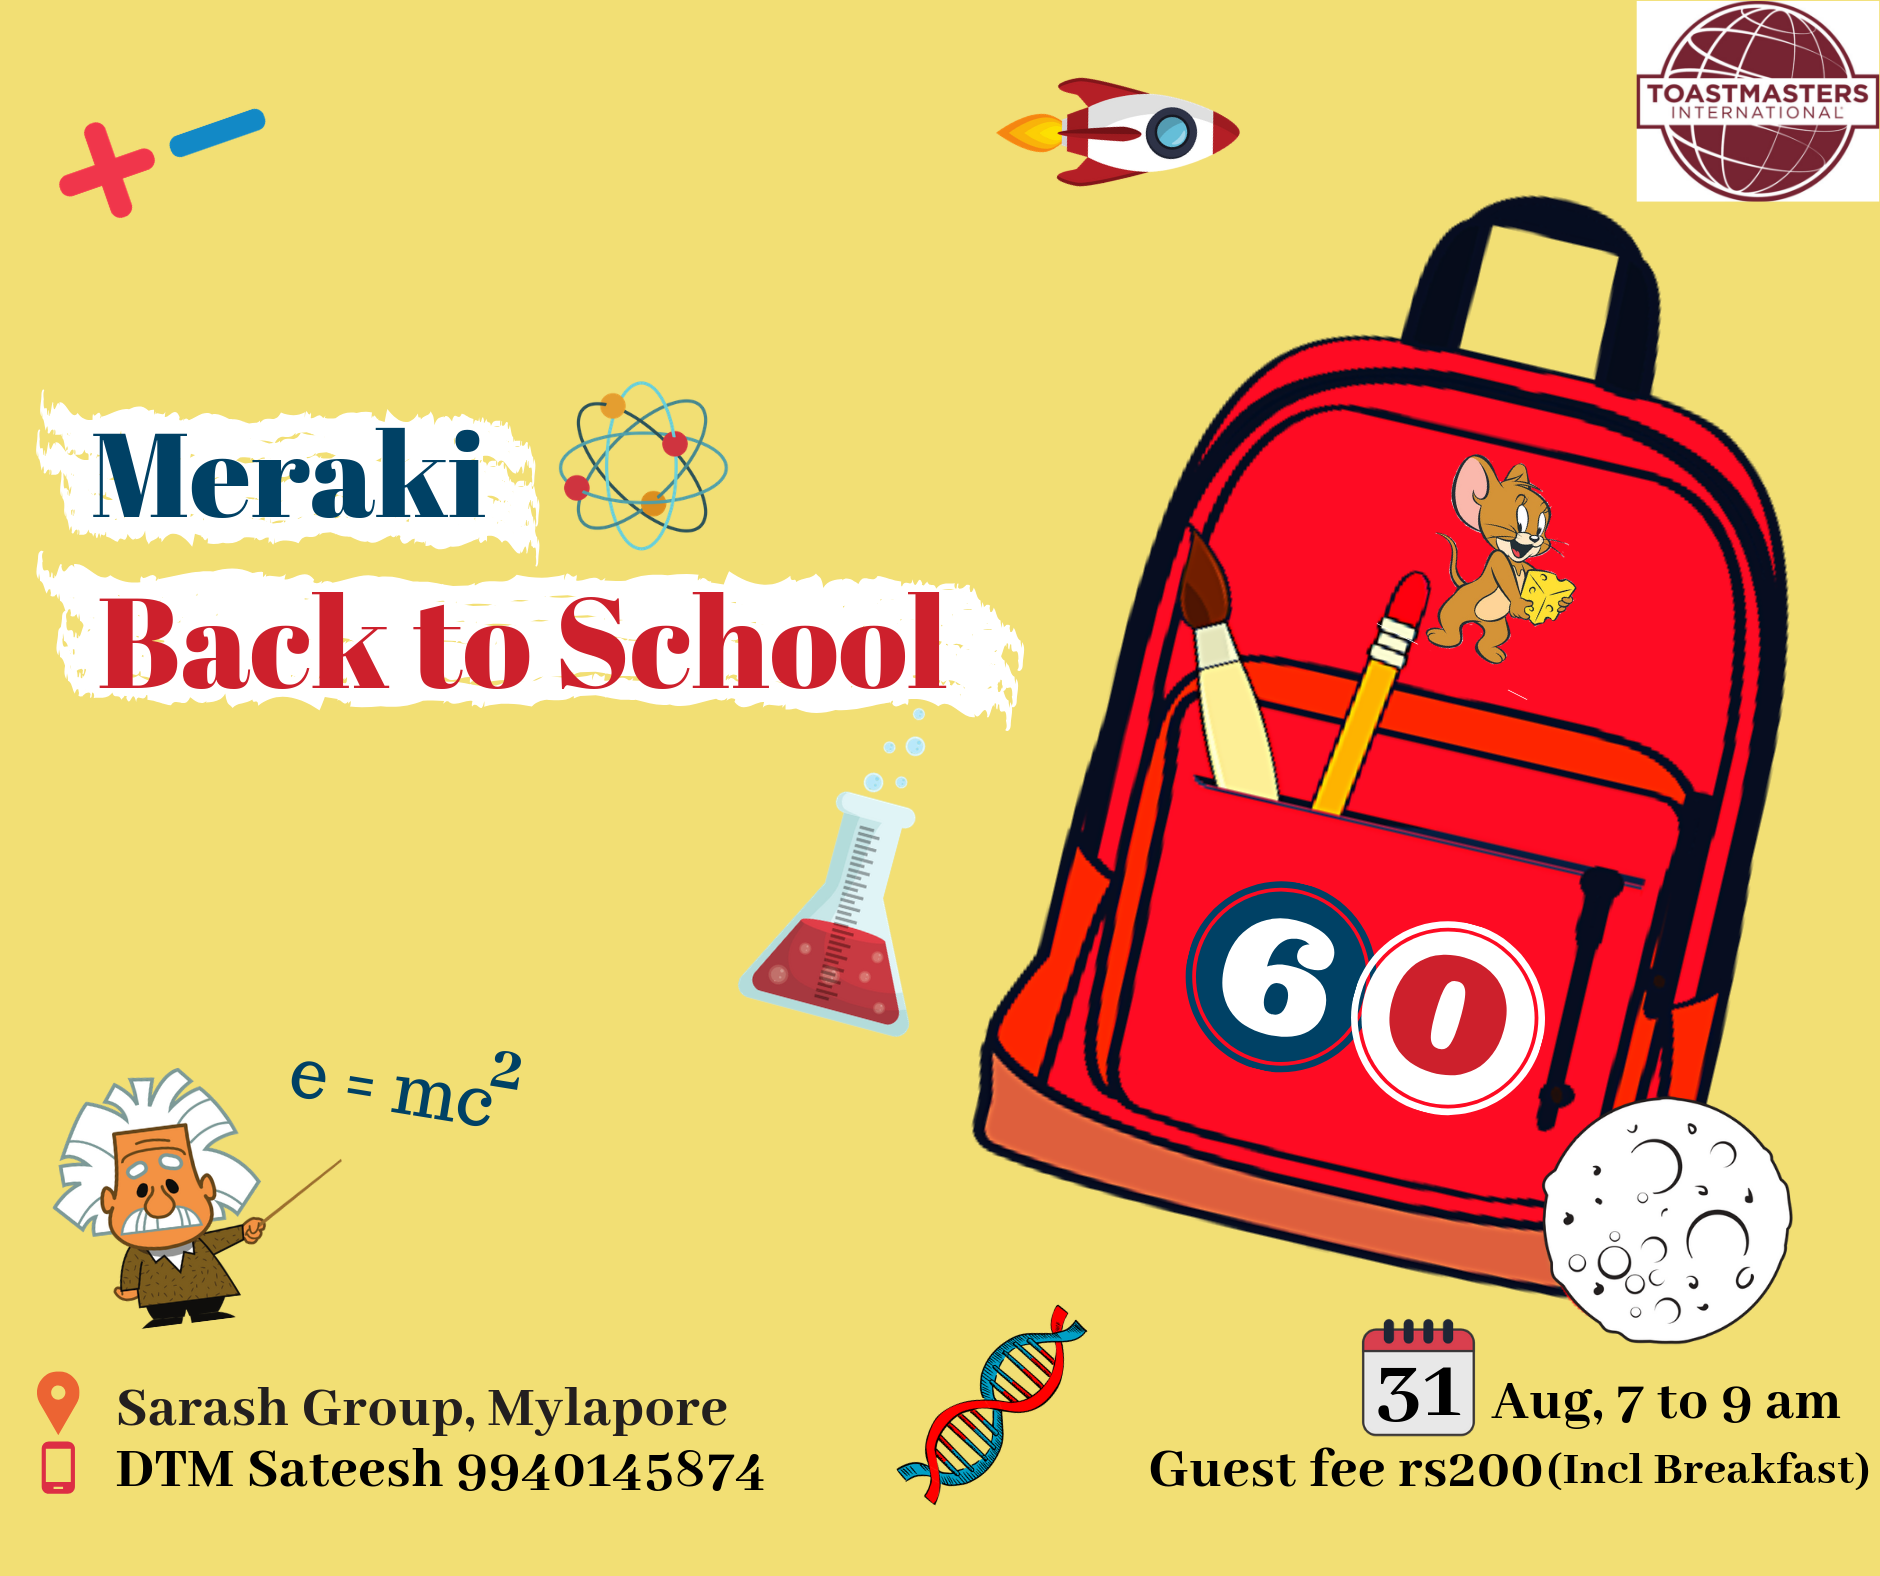 TOASTMASTERS
INTERNATIONAL
Meraki
Back to School
60
e = mc²
31 Aug, 7 to 9 am
Sarash Group, Mylapore
DTM Sateesh 9940145874
Guest fee rs200(Incl Breakfast)